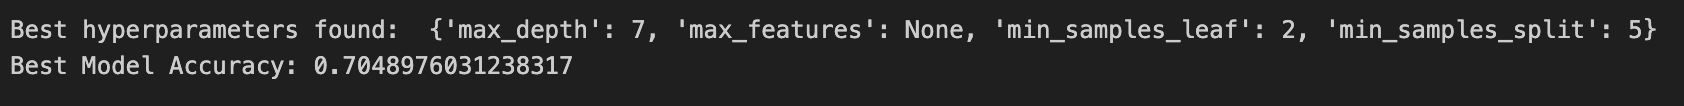 Best hyperparameters found:  {'max_depth': 7, 'max_features': None, 'min_samples_leaf': 2, 'min_samples_split': 5}
Best Model Accuracy: 0.7048976031238317